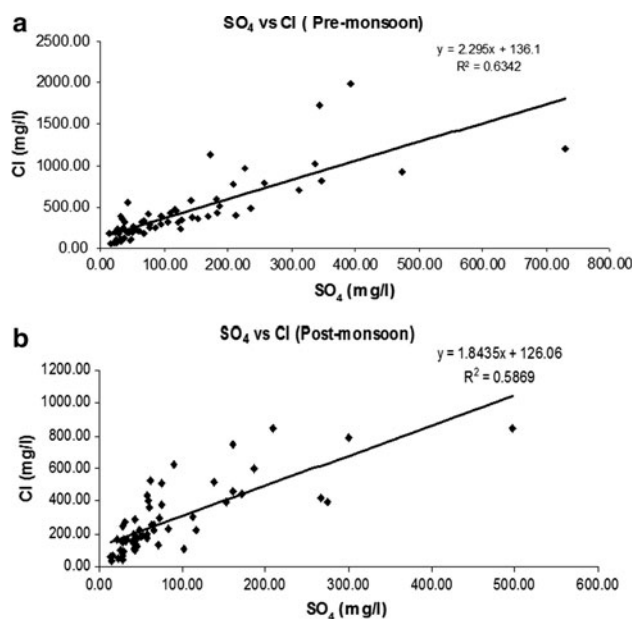 a
SO₄ vs Cl ( Pre-monsoon)
y = 2.295x + 136.1
R² = 0.6342
2500.00
2000.00
1500.00
1000.00
500.00
0.00
Cl (mg/l)
0.00 100.00 200.00 300.00 400.00 500.00 600.00 700.00 800.00
SO₄ (mg/l)
b
SO₄ vs Cl (Post-monsoon)
y = 1.8435x + 126.06
R² = 0.5869
1200.00
1000.00
800.00
600.00
400.00
200.00
0.00
Cl (mg/l)
0.00 100.00 200.00 300.00 400.00 500.00 600.00
SO₄ (mg/l)